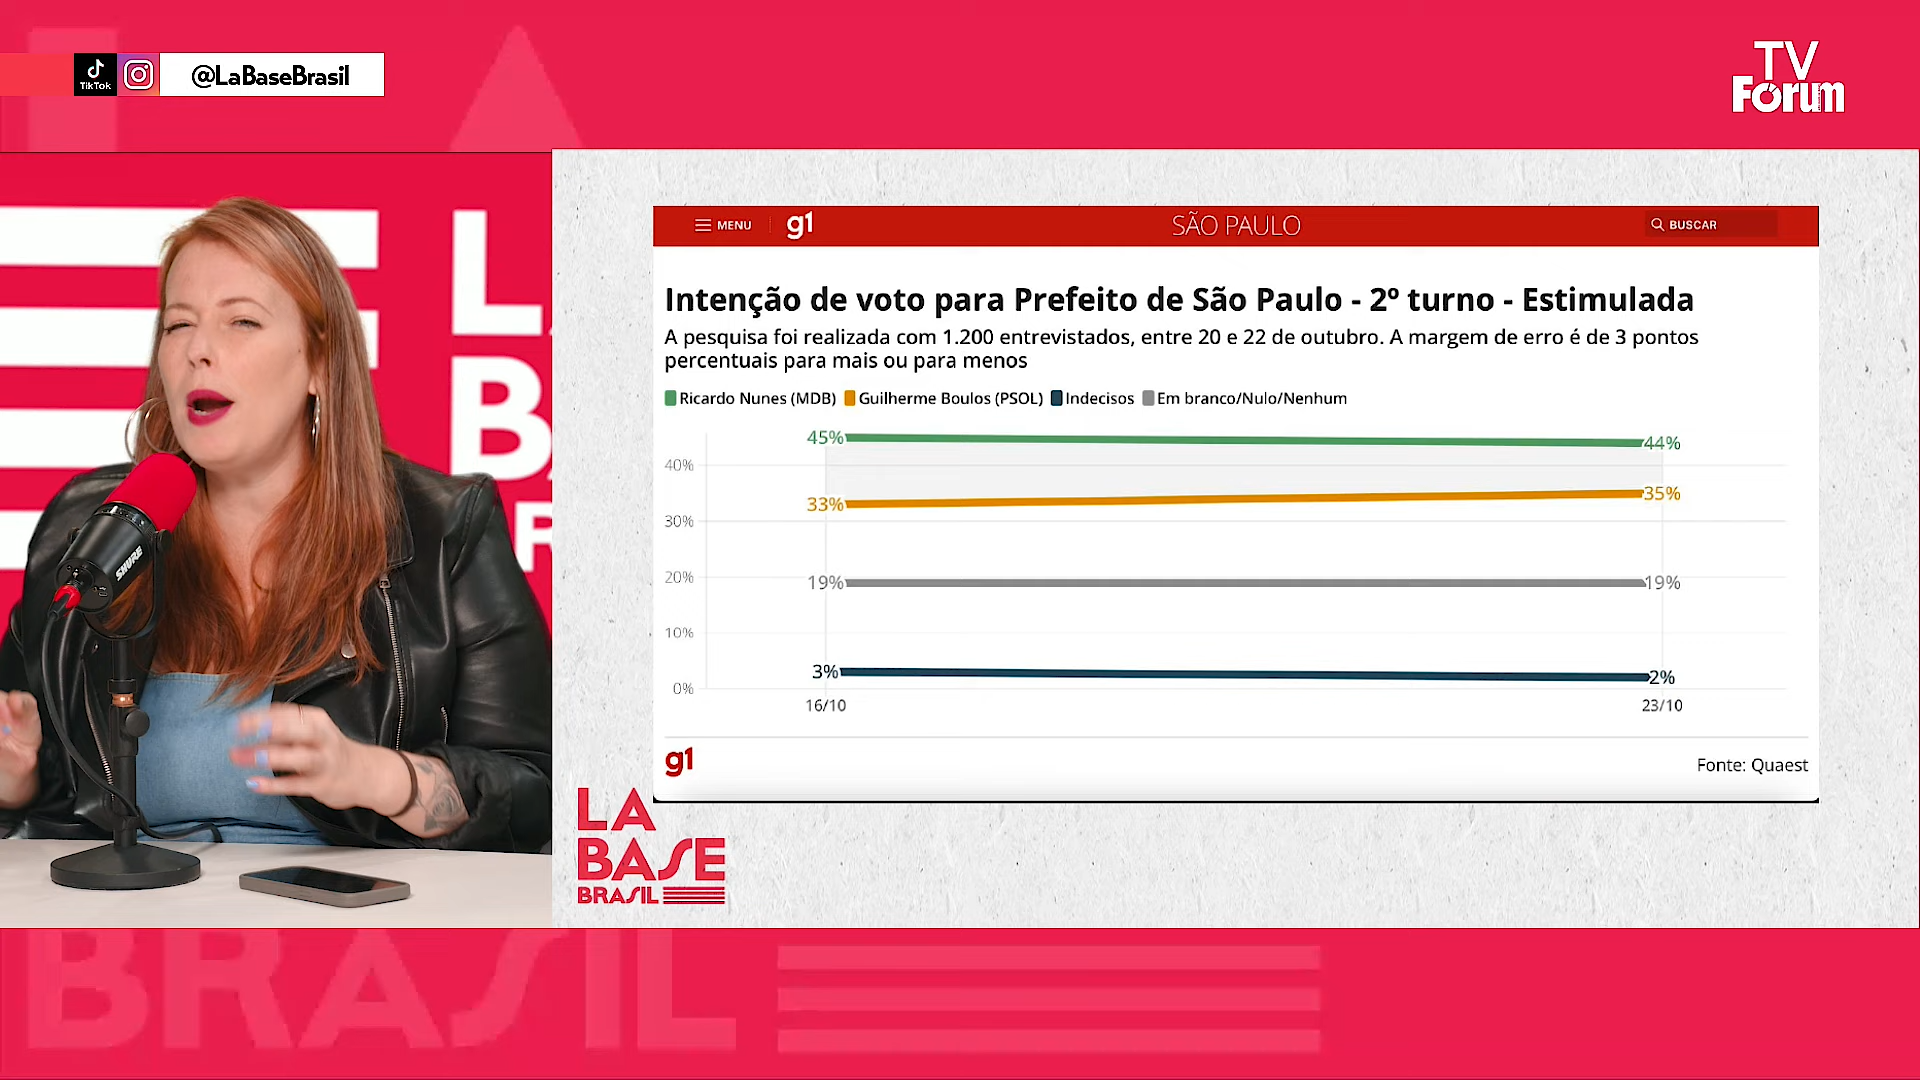 TikTok
@LaBaseBrasil
TV
Fórum
MENU
g1
SÃO PAULO
BUSCAR
Intenção de voto para Prefeito de São Paulo - 2º turno - Estimulada
A pesquisa foi realizada com 1.200 entrevistados, entre 20 e 22 de outubro. A margem de erro é de 3 pontos
percentuais para mais ou para menos
Ricardo Nunes (MDB) Guilherme Boulos (PSOL) Indecisos Em branco/Nulo/Nenhum
45%
44%
40%
33%
35%
30%
20%
19%
19%
10%
3%
2%
0%
16/10
23/10
g1
Fonte: Quaest
SHURE
LA
BASE
BRASIL
BRASIL